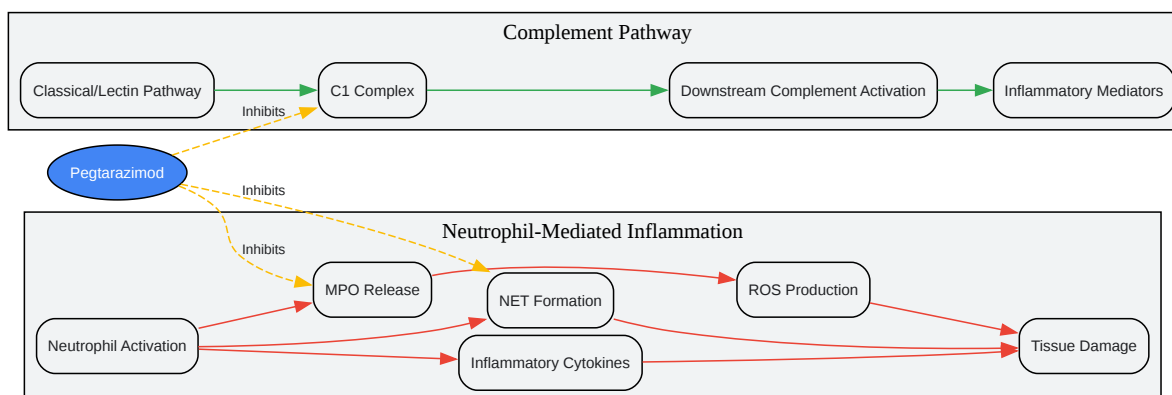 Complement Pathway
Classical/Lectin Pathway
C1 Complex
Downstream Complement Activation
Inflammatory Mediators
Inhibits
Pegtarazimod
Inhibits
Inhibits
Neutrophil-Mediated Inflammation
MPO Release
NET Formation
ROS Production
Neutrophil Activation
Inflammatory Cytokines
Tissue Damage